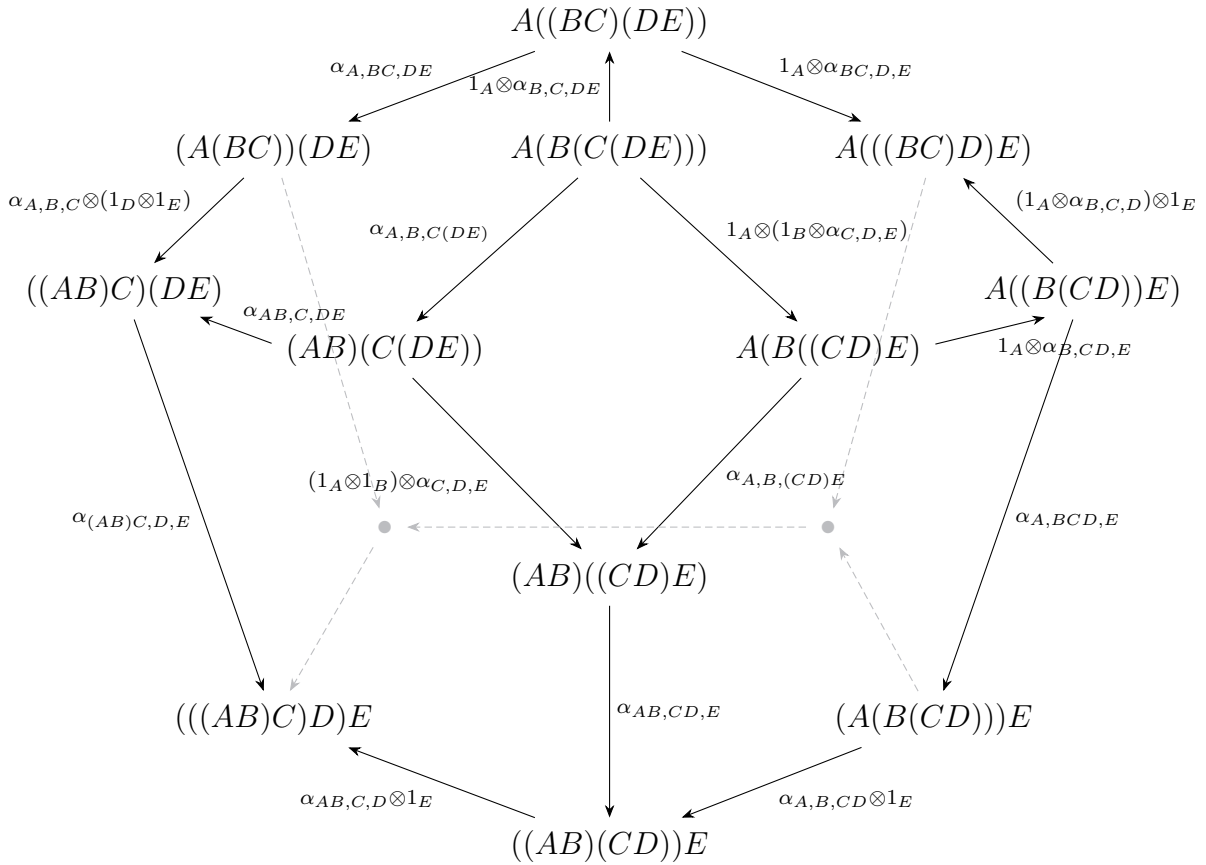 A((BC)(DE))
α_{A,BC,DE}
1_A⊗α_{B,C,DE}
1_A⊗α_{BC,D,E}
(A(BC))(DE)
A(B(C(DE)))
A(((BC)D)E)
α_{A,B,C}⊗(1_D⊗1_E)
α_{A,B,C(DE)}
1_A⊗(1_B⊗α_{C,D,E})
(1_A⊗α_{B,C,D})⊗1_E
((AB)C)(DE)
A((B(CD))E)
α_{AB,C,DE}
(AB)(C(DE))
A(B((CD)E)
1_A⊗α_{B,CD,E}
(1_A⊗1_B)⊗α_{C,D,E}
α_{A,B,(CD)E}
α_{(AB)C,D,E}
α_{A,BCD,E}
(AB)((CD)E)
(((AB)C)D)E
α_{AB,CD,E}
(A(B(CD)))E
α_{AB,C,D}⊗1_E
α_{A,B,CD}⊗1_E
((AB)(CD))E